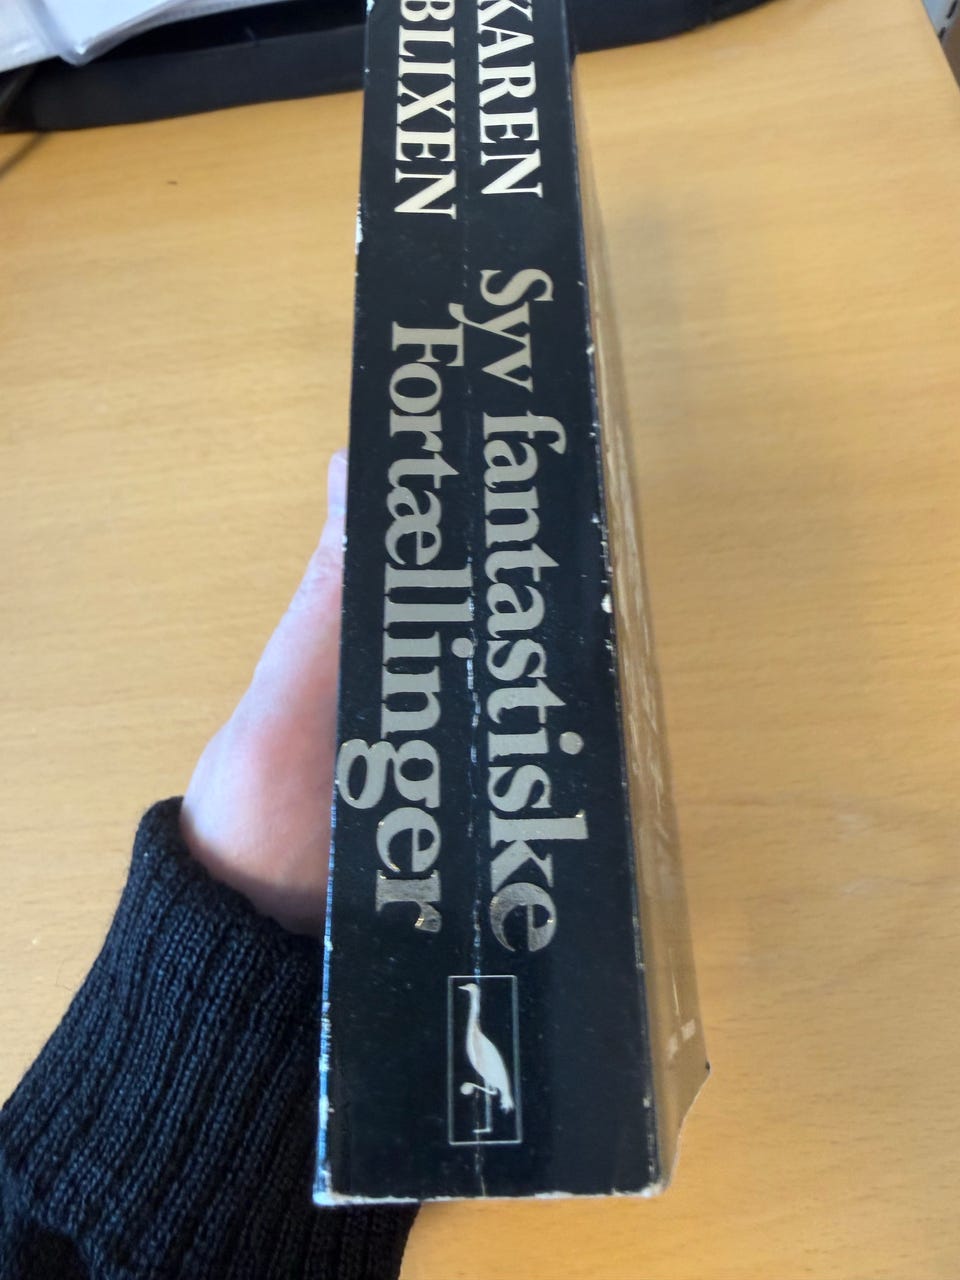 KAREN
BLIXEN
Syv fantastiske
Fortællinger